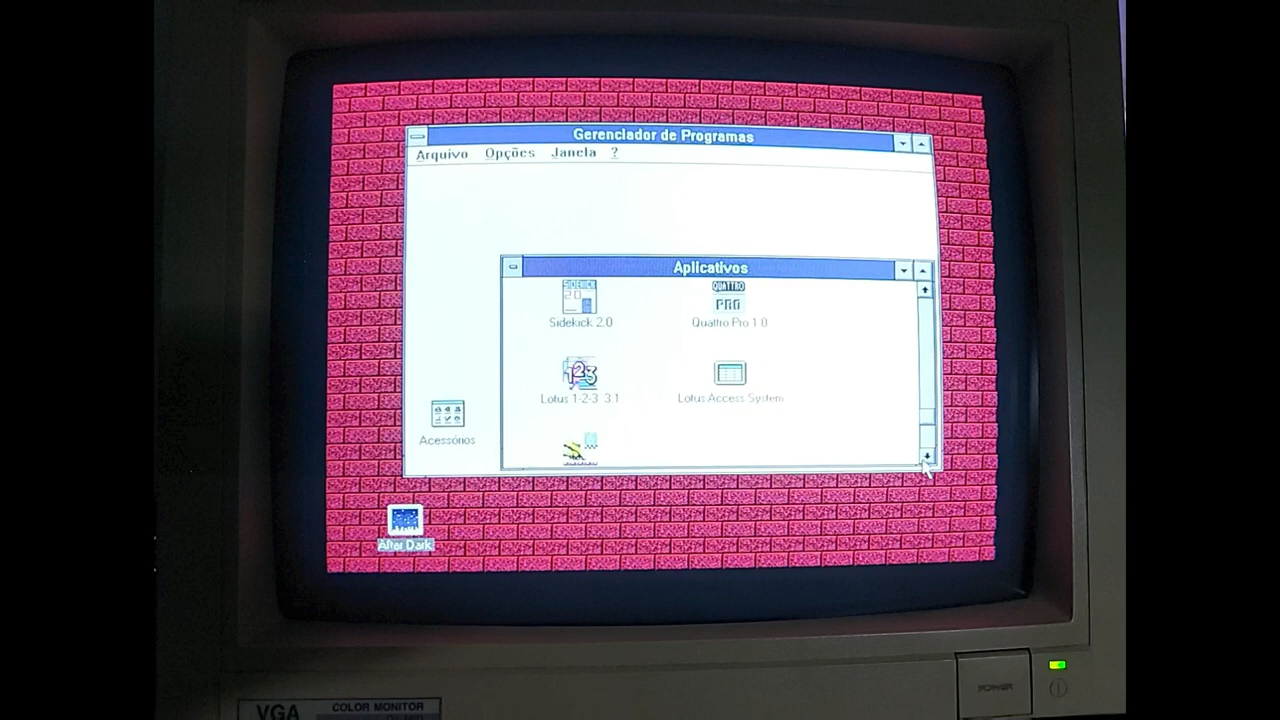 Gerenciador de Programas
Arquivo Opções Janela ?
Aplicativos
SIDEKICK
2.0
QUATTRO
PRO
Sidekick 2.0
Quattro Pro 1.0
123
Lotus 1-2-3 3.1
Lotus Access System
Acessórios
After Dark
POWER
VGA
COLOR MONITOR